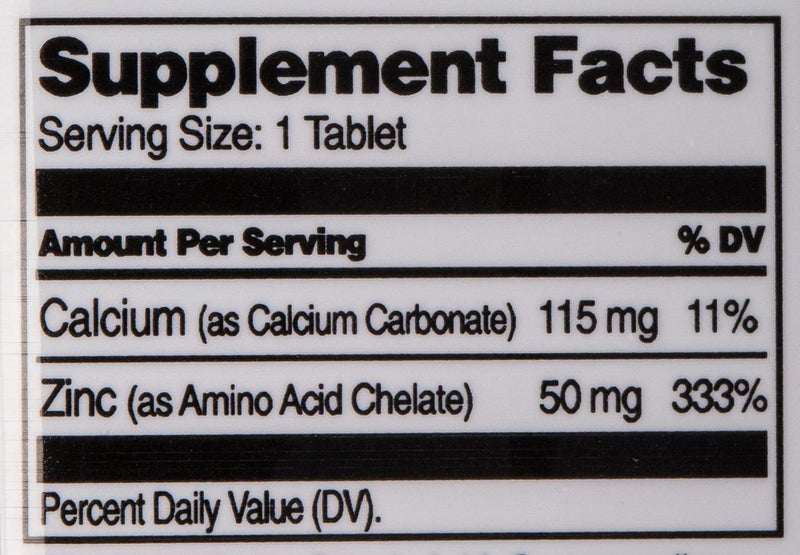 Supplement Facts
Serving Size: 1 Tablet
Amount Per Serving % DV
Calcium (as Calcium Carbonate) 115 mg 11%
Zinc (as Amino Acid Chelate) 50 mg 333%
Percent Daily Value (DV).